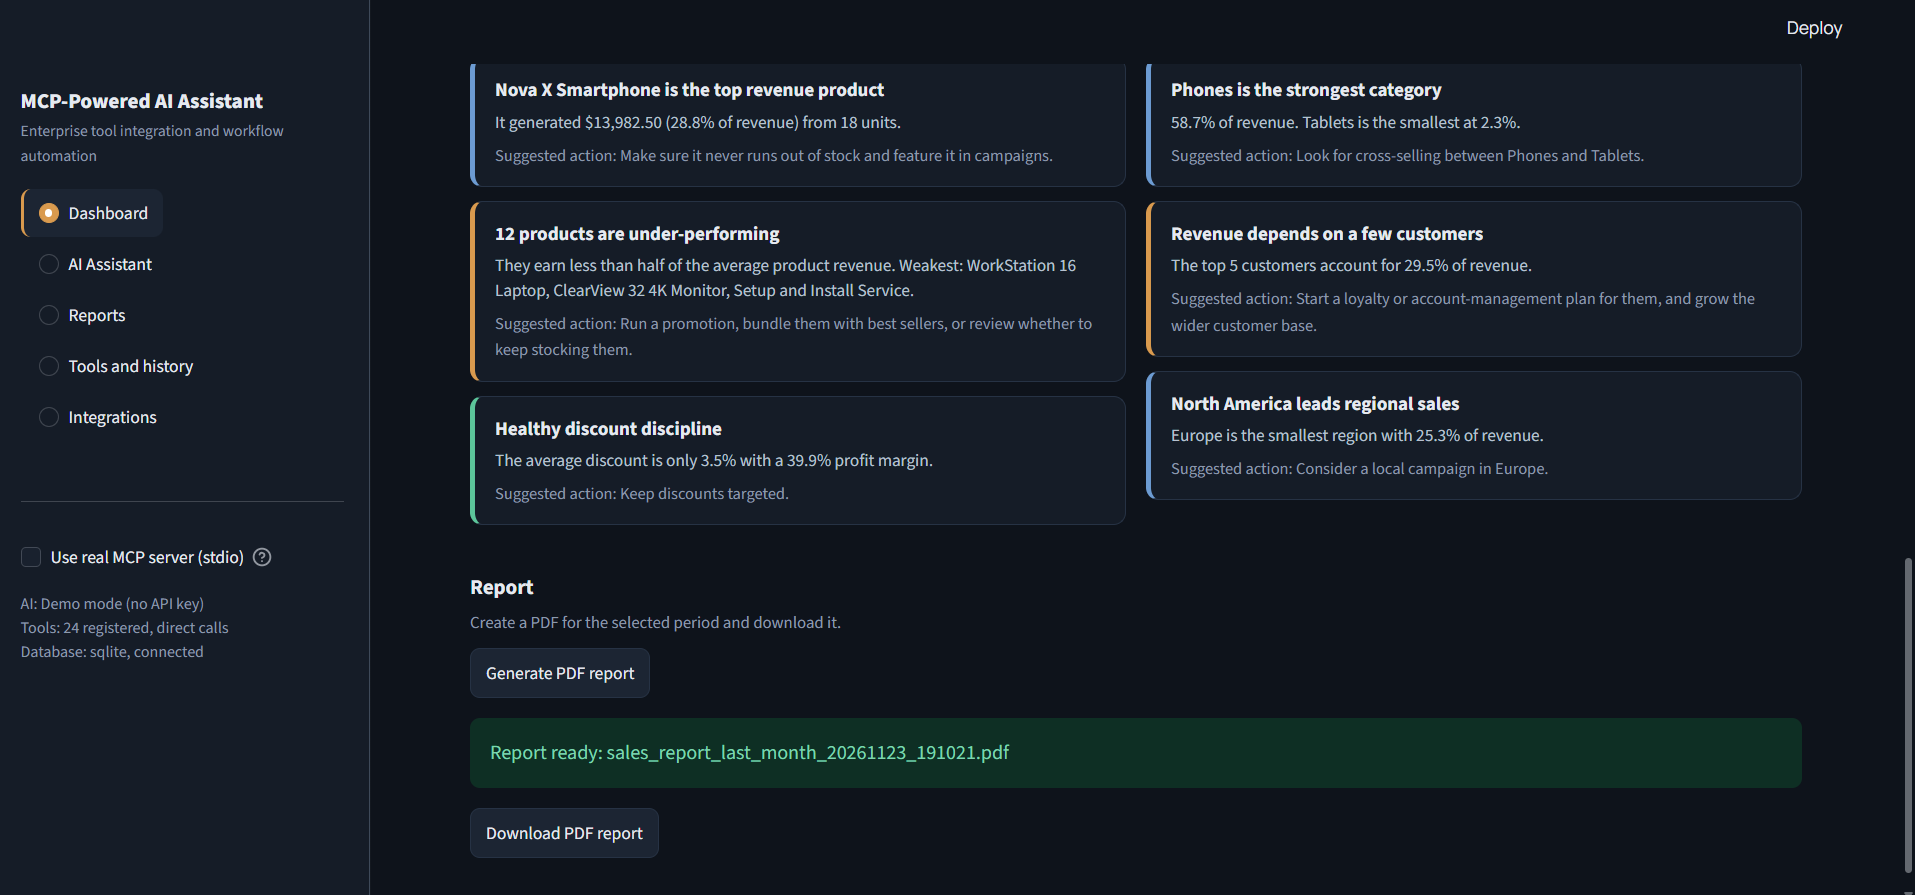 Deploy
MCP-Powered AI Assistant
Enterprise tool integration and workflow
automation
Dashboard
AI Assistant
Reports
Tools and history
Integrations
Use real MCP server (stdio) ?
AI: Demo mode (no API key)
Tools: 24 registered, direct calls
Database: sqlite, connected
Nova X Smartphone is the top revenue product
It generated $13,982.50 (28.8% of revenue) from 18 units.
Suggested action: Make sure it never runs out of stock and feature it in campaigns.
Phones is the strongest category
58.7% of revenue. Tablets is the smallest at 2.3%.
Suggested action: Look for cross-selling between Phones and Tablets.
12 products are under-performing
They earn less than half of the average product revenue. Weakest: WorkStation 16
Laptop, ClearView 32 4K Monitor, Setup and Install Service.
Suggested action: Run a promotion, bundle them with best sellers, or review whether to
keep stocking them.
Revenue depends on a few customers
The top 5 customers account for 29.5% of revenue.
Suggested action: Start a loyalty or account-management plan for them, and grow the
wider customer base.
Healthy discount discipline
The average discount is only 3.5% with a 39.9% profit margin.
Suggested action: Keep discounts targeted.
North America leads regional sales
Europe is the smallest region with 25.3% of revenue.
Suggested action: Consider a local campaign in Europe.
Report
Create a PDF for the selected period and download it.
Generate PDF report
Report ready: sales_report_last_month_20261123_191021.pdf
Download PDF report